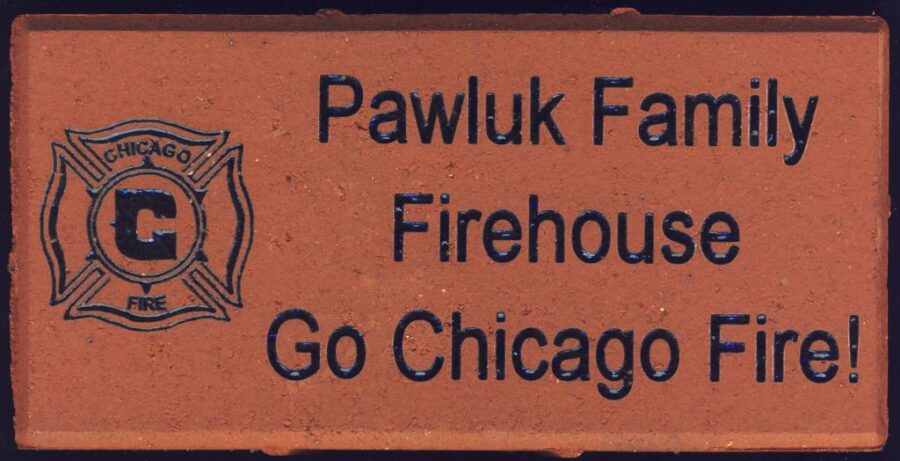 CHICAGO
C
FIRE
Pawluk Family
Firehouse
Go Chicago Fire!